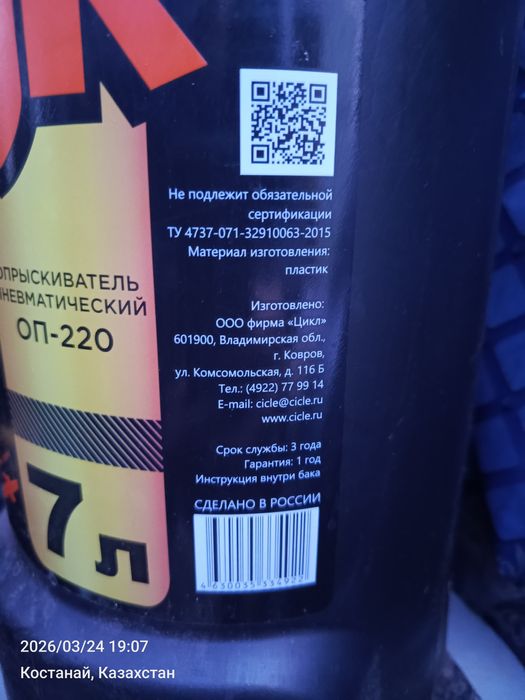 Не подлежит обязательной
сертификации
ТУ 4737-071-32910063-2015
Материал изготовления:
пластик
ОПРЫСКИВАТЕЛЬ
ПНЕВМАТИЧЕСКИЙ
ОП-220
Изготовлено:
ООО фирма «Цикл»
601900, Владимирская обл.,
г. Ковров,
ул. Комсомольская, д. 116 Б
Тел.: (4922) 77 99 14
E-mail: cicle@cicle.ru
www.cicle.ru
Срок службы: 3 года
Гарантия: 1 год
Инструкция внутри бака
СДЕЛАНО В РОССИИ
7 л
4 630035 334922
2026/03/24 19:07
Костанай, Казахстан